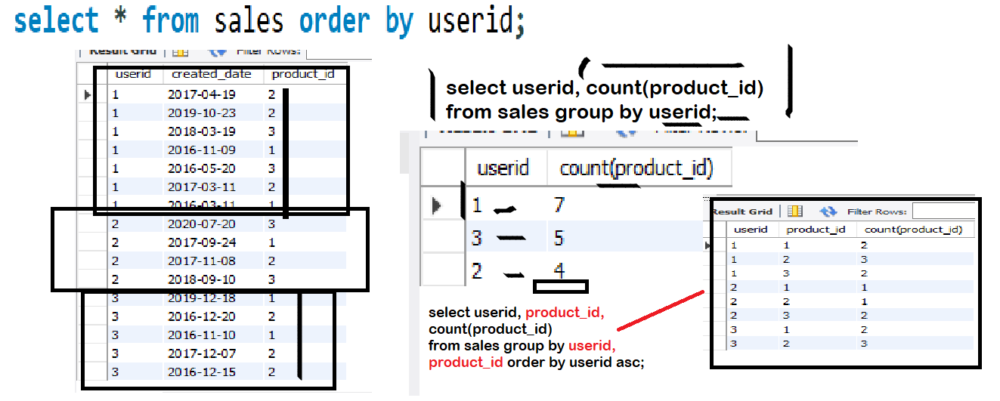 select * from sales order by userid;
Result Grid Filter Rows:
userid created_date product_id
1 2017-04-19 2
1 2019-10-23 2
1 2018-03-19 3
1 2016-11-09 1
1 2016-05-20 3
1 2017-03-11 2
1 2016-03-11 1
2 2020-07-20 3
2 2017-09-24 1
2 2017-11-08 2
2 2018-09-10 3
3 2019-12-18 1
3 2016-12-20 2
3 2016-11-10 1
3 2017-12-07 2
3 2016-12-15 2
select userid, count(product_id)
from sales group by userid;
userid count(product_id)
1 7
3 5
2 4
select userid, product_id,
count(product_id)
from sales group by userid,
product_id order by userid asc;
Result Grid Filter Rows:
userid product_id count(product_id)
1 1 2
1 2 3
1 3 2
2 1 1
2 2 1
2 3 2
3 1 2
3 2 3